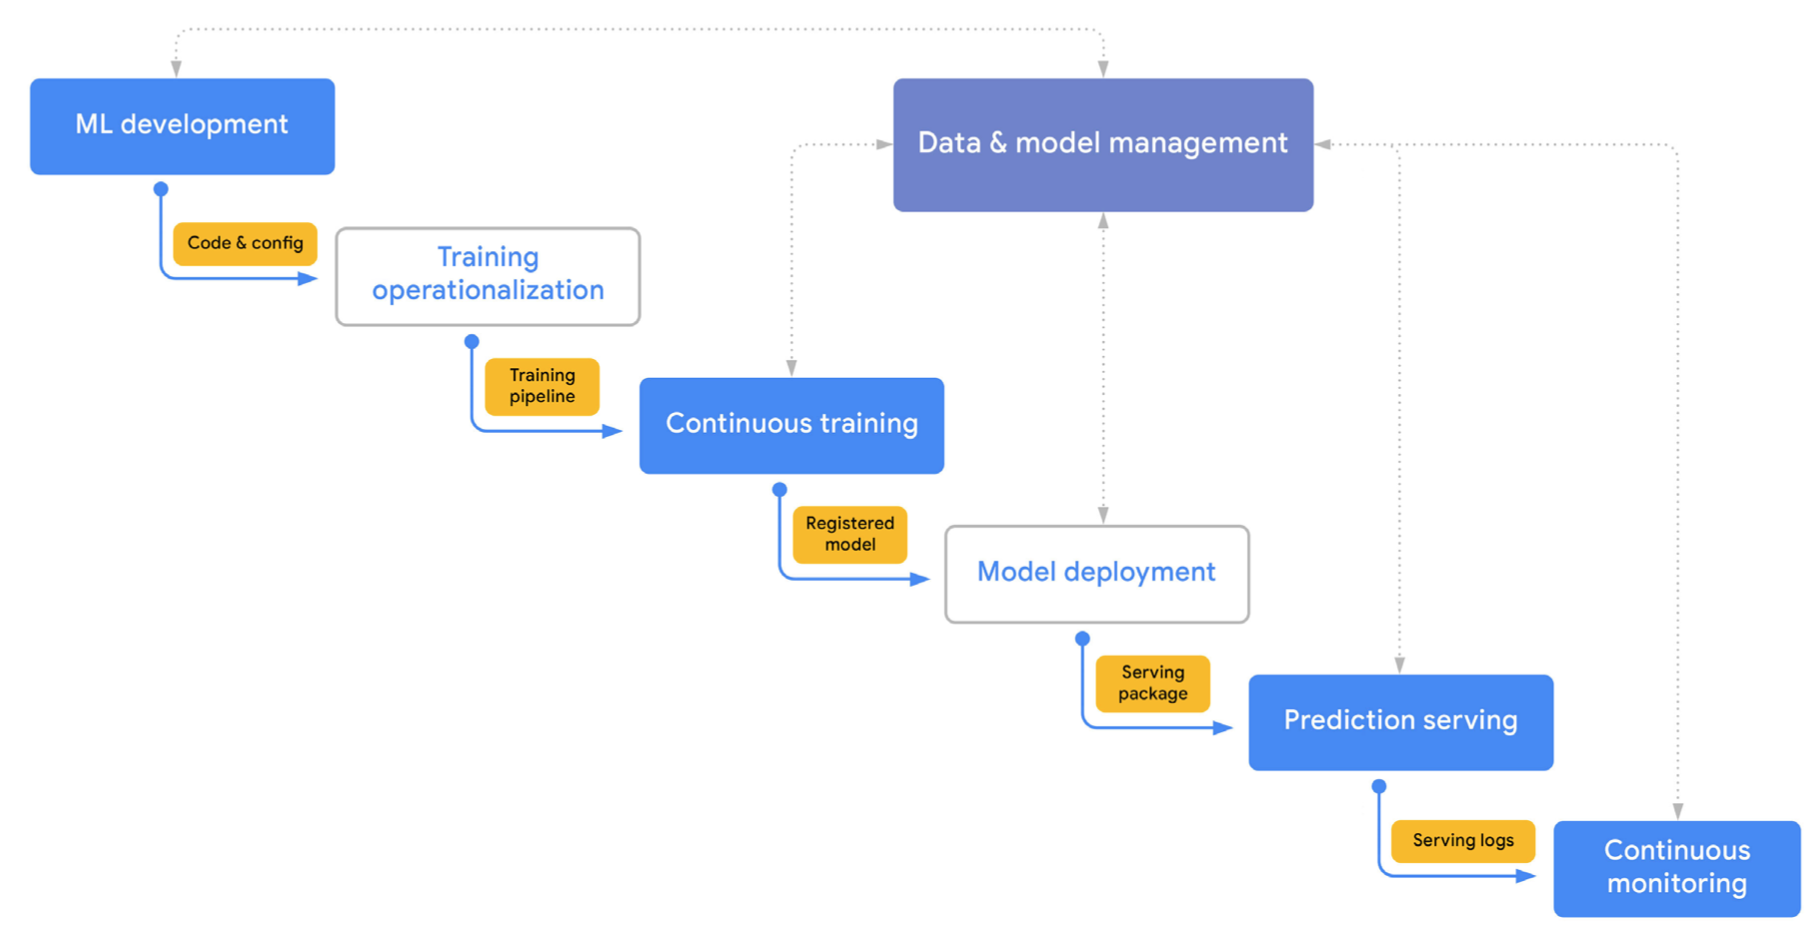 ML development
Data & model management
Code & config
Training
operationalization
Training
pipeline
Continuous training
Registered
model
Model deployment
Serving
package
Prediction serving
Serving logs
Continuous
monitoring